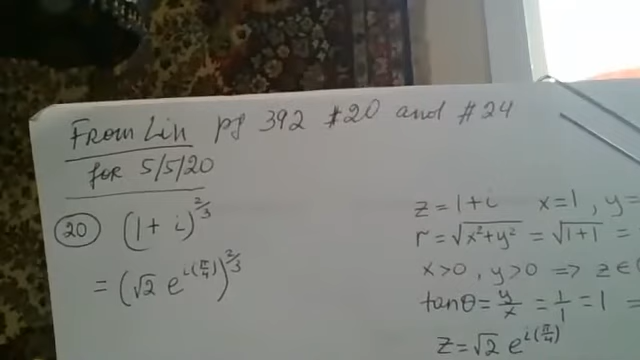 From Lin pg 392 #20 and #24
for 5/5/20
20 (1+i)^{2/3}
= (√2 e^{i(π/4)})^{2/3}
z = 1+i x=1, y=
r = √x²+y² = √1+1 =
x>0, y>0 => z ∈
tanθ = y/x = 1/1 = 1 =
z = √2 e^{i(π/4)}